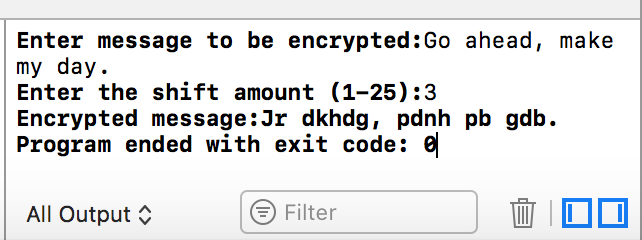 Enter message to be encrypted:Go ahead, make
my day.
Enter the shift amount (1-25):3
Encrypted message:Jr dkhdg, pdnh pb gdb.
Program ended with exit code: 0
All Output
Filter